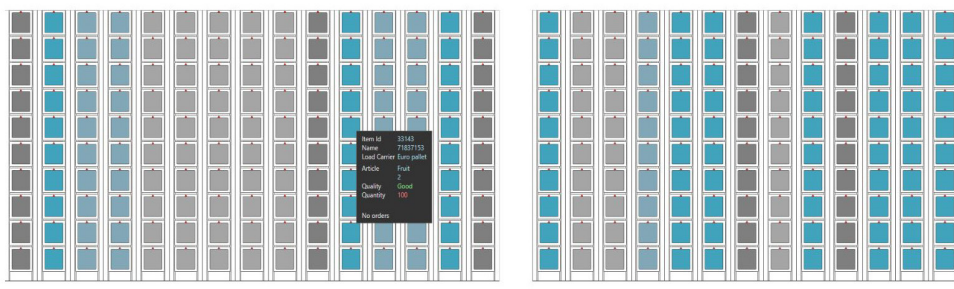 Item Id 33143
Name 71837153
Load Carrier Euro pallet
Article Fruit
2
Quality Good
Quantity 100
No orders